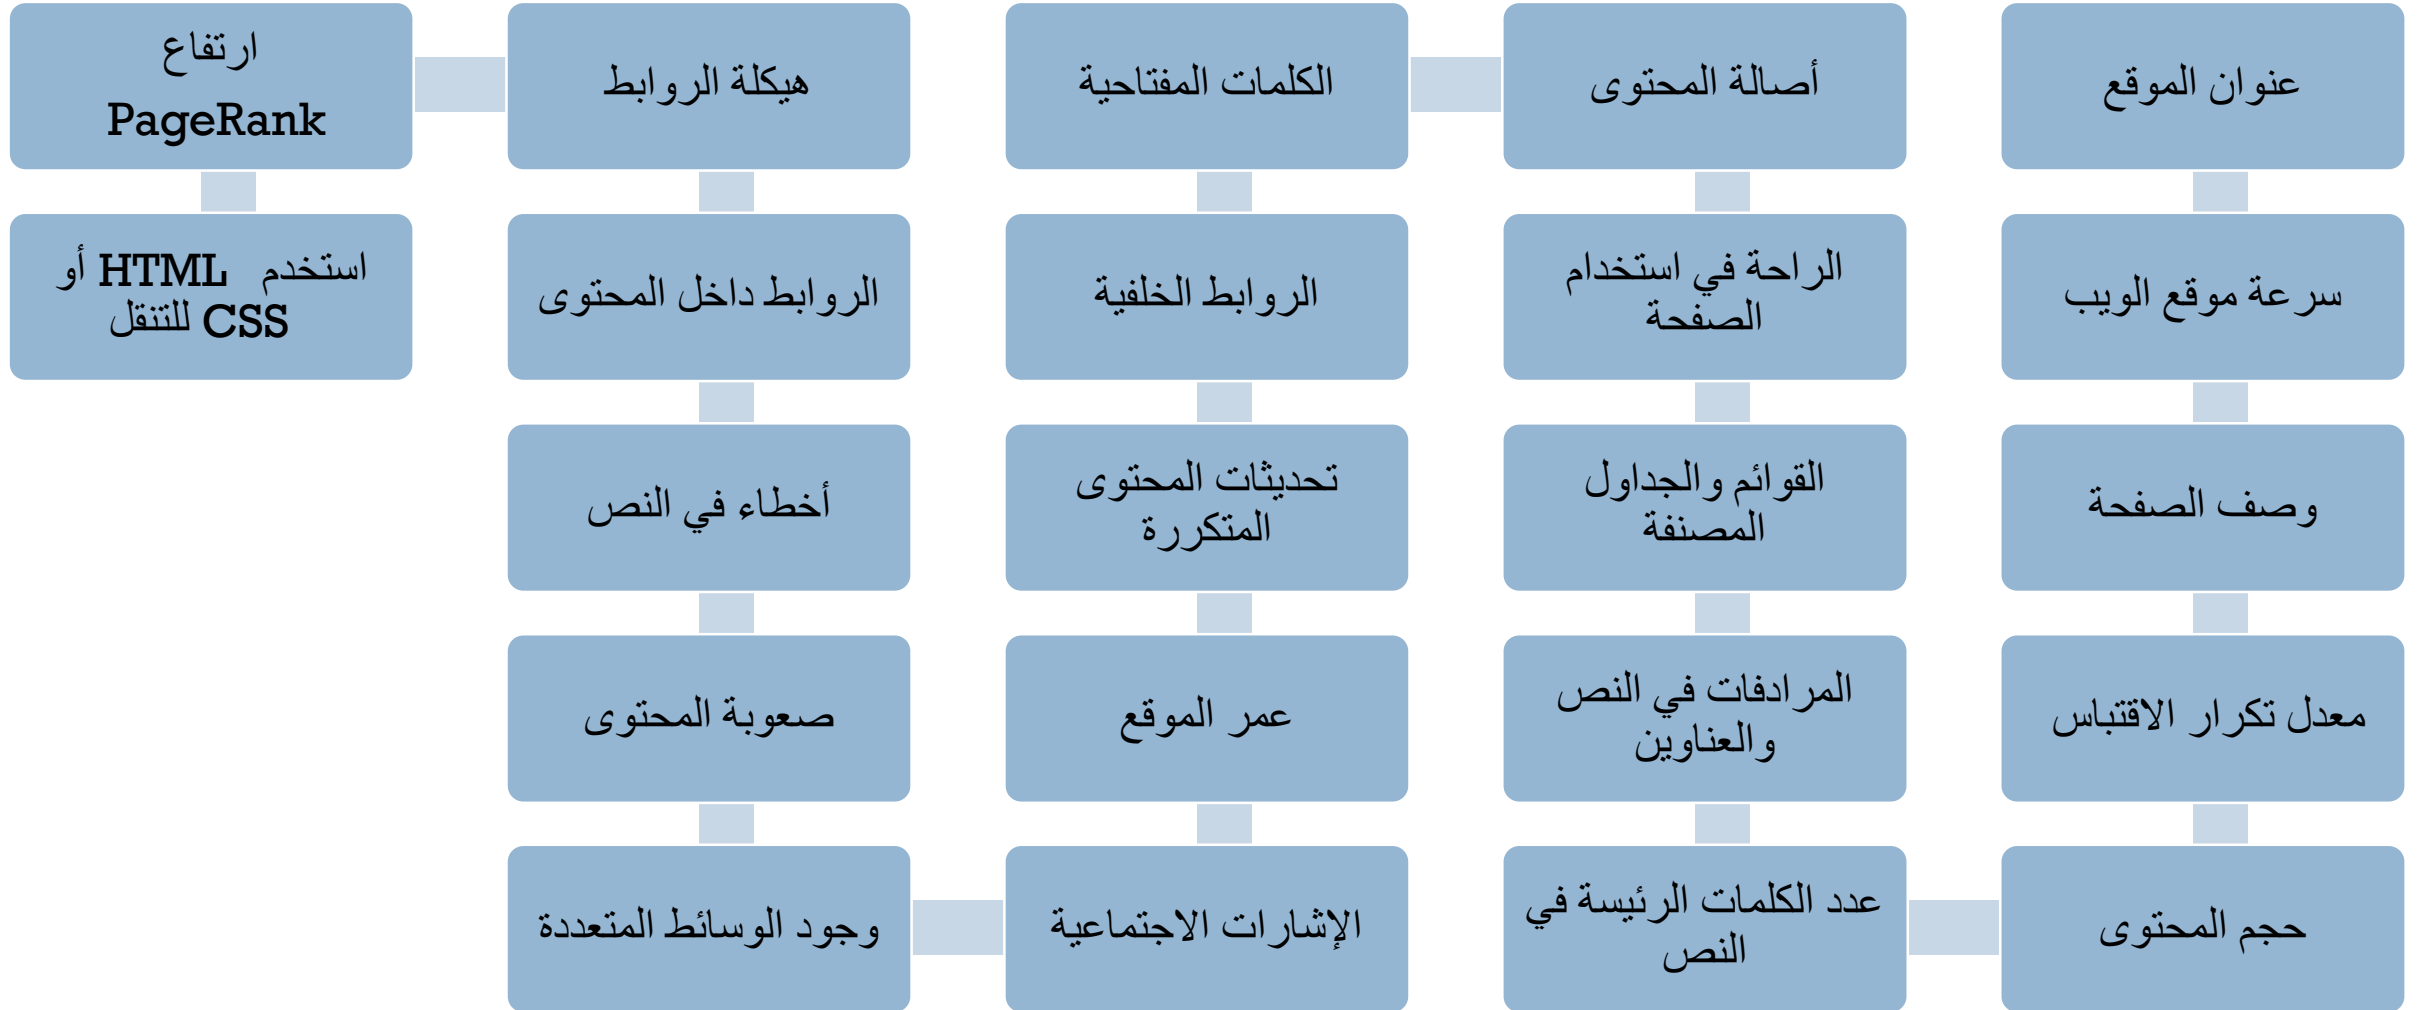 عنوان الموقع
سرعة موقع الويب
وصف الصفحة
معدل تكرار الاقتباس
حجم المحتوى
عدد الكلمات الرئيسة في
النص
المرادفات في النص
والعناوين
القوائم والجداول
المصنفة
الراحة في استخدام
الصفحة
أصالة المحتوى
الكلمات المفتاحية
الروابط الخلفية
تحديثات المحتوى
المتكررة
عمر الموقع
الإشارات الاجتماعية
وجود الوسائط المتعددة
صعوبة المحتوى
أخطاء في النص
الروابط داخل المحتوى
هيكلة الروابط
ارتفاع
PageRank
استخدم HTML أو
CSS للتنقل